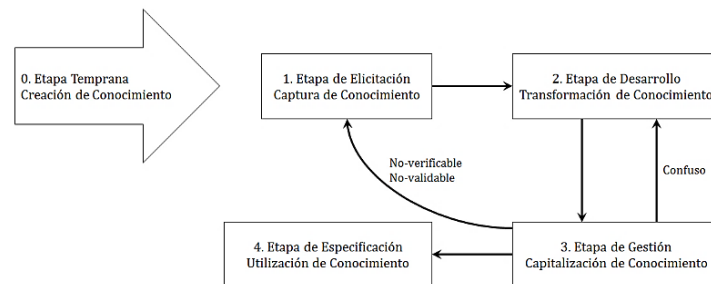 0. Etapa Temprana
Creación de Conocimiento
1. Etapa de Elicitación
Captura de Conocimiento
2. Etapa de Desarrollo
Transformación de Conocimiento
No-verificable
No-validable
Confuso
4. Etapa de Especificación
Utilización de Conocimiento
3. Etapa de Gestión
Capitalización de Conocimiento